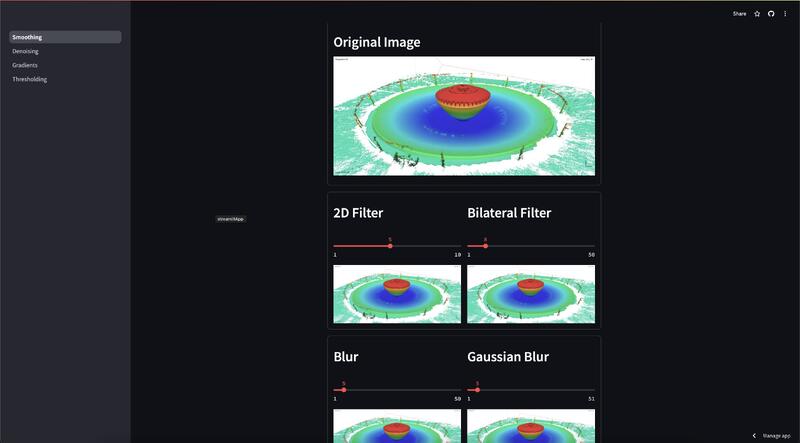 Share
Smoothing
Denoising
Gradients
Thresholding
Original Image
streamlitApp
2D Filter
5
1 10
Bilateral Filter
8
1 50
Blur
5
1 50
Gaussian Blur
5
1 51
Manage app